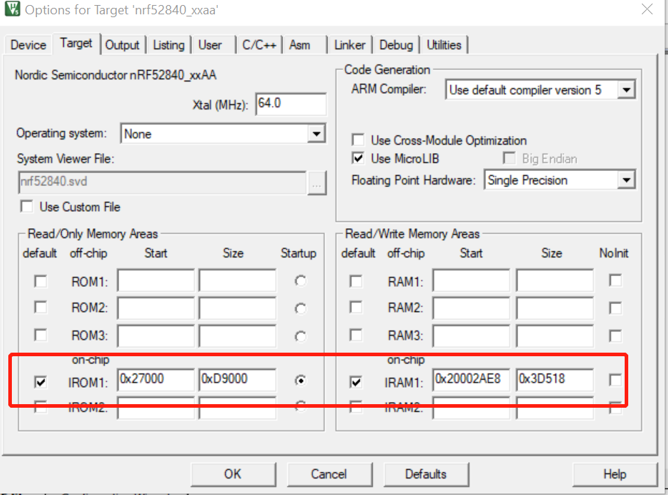 Options for Target 'nrf52840_xxaa'
Device Target Output Listing User C/C++ Asm Linker Debug Utilities
Nordic Semiconductor nRF52840_xxAA
Xtal (MHz): 64.0
Operating system: None
System Viewer File:
nrf52840.svd ...
Use Custom File
Code Generation
ARM Compiler: Use default compiler version 5
Use Cross-Module Optimization
Use MicroLIB Big Endian
Floating Point Hardware: Single Precision
Read/Only Memory Areas
default off-chip Start Size Startup
ROM1:
ROM2:
ROM3:
on-chip
IROM1: 0x27000 0xD9000
IROM2:
Read/Write Memory Areas
default off-chip Start Size NoInit
RAM1:
RAM2:
RAM3:
on-chip
IRAM1: 0x20002AE8 0x3D518
IRAM2:
OK Cancel Defaults Help